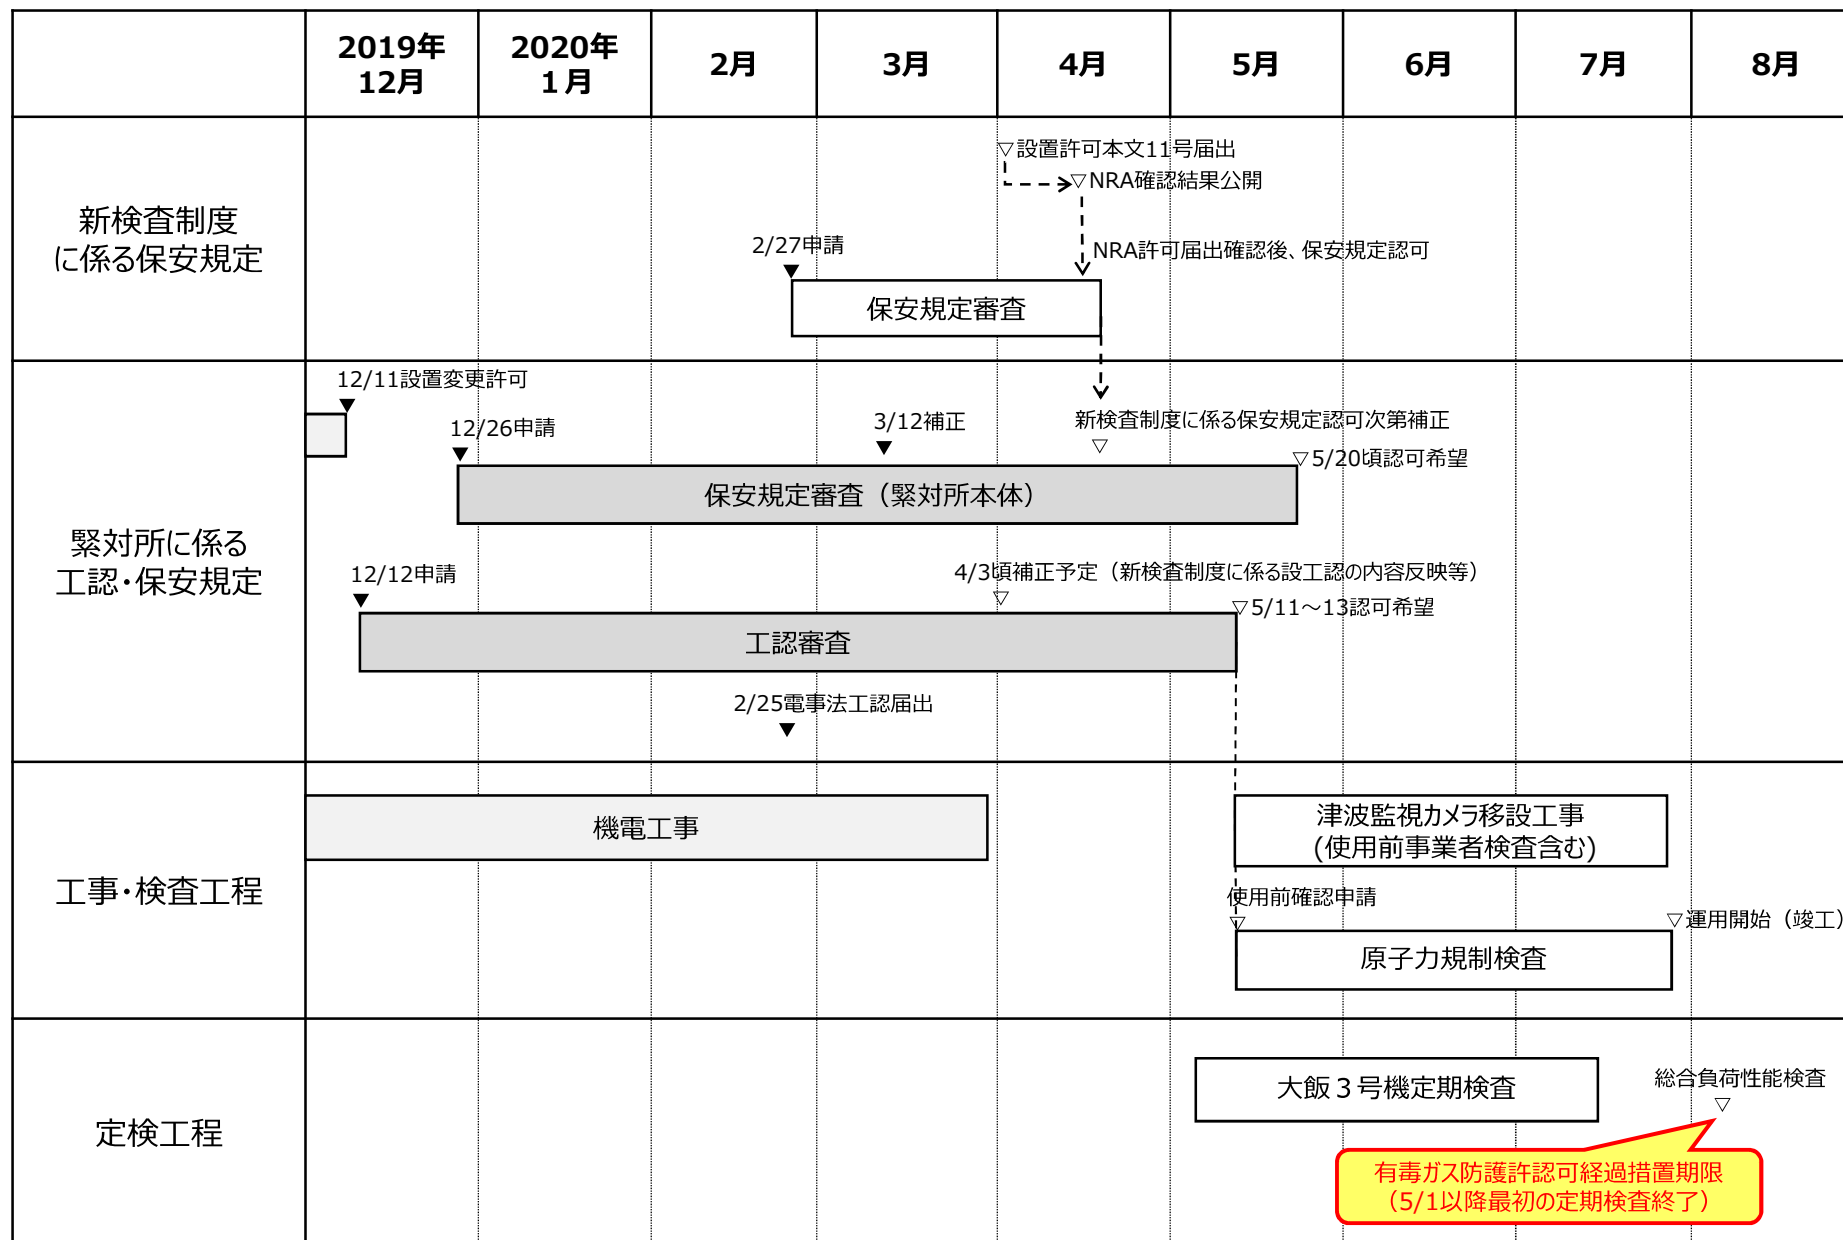 2019年
12月
2020年
１月
2月
3月
4月
5月
6月
7月
8月
新検査制度
に係る保安規定
▽設置許可本文11号届出
▽NRA確認結果公開
2/27申請
▼
NRA許可届出確認後、保安規定認可
保安規定審査
緊対所に係る
工認・保安規定
12/11設置変更許可
▼
12/26申請
▼
3/12補正
▼
新検査制度に係る保安規定認可次第補正
▽
▽5/20頃認可希望
保安規定審査（緊対所本体）
12/12申請
▼
4/3頃補正予定（新検査制度に係る設工認の内容反映等）
▽
▽5/11～13認可希望
工認審査
2/25電事法工認届出
▼
工事・検査工程
機電工事
津波監視カメラ移設工事
(使用前事業者検査含む)
使用前確認申請
▽
▽運用開始（竣工）
原子力規制検査
定検工程
大飯３号機定期検査
総合負荷性能検査
▽
有毒ガス防護許認可経過措置期限
（5/1以降最初の定期検査終了）